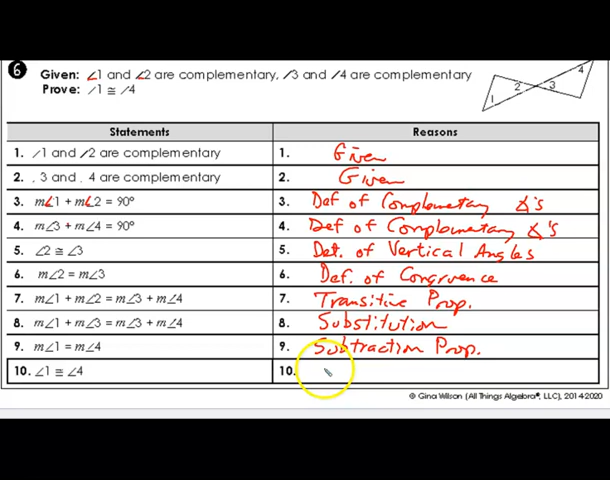 6
Given: ∠1 and ∠2 are complementary, ∠3 and ∠4 are complementary
Prove: ∠1 ≅ ∠4
1 2 3 4
Statements Reasons
1. ∠1 and ∠2 are complementary 1. Given
2. 3 and 4 are complementary 2. Given
3. m∠1 + m∠2 = 90° 3. Def of Complementary ∡'s
4. m∠3 + m∠4 = 90° 4. Def of Complementary ∡'s
5. ∠2 ≅ ∠3 5. Def. of Vertical Angles
6. m∠2 = m∠3 6. Def. of Congruence
7. m∠1 + m∠2 = m∠3 + m∠4 7. Transitive Prop.
8. m∠1 + m∠3 = m∠3 + m∠4 8. Substitution
9. m∠1 = m∠4 9. Subtraction Prop.
10. ∠1 ≅ ∠4 10.
© Gina Wilson (All Things Algebra®, LLC), 2014-2020